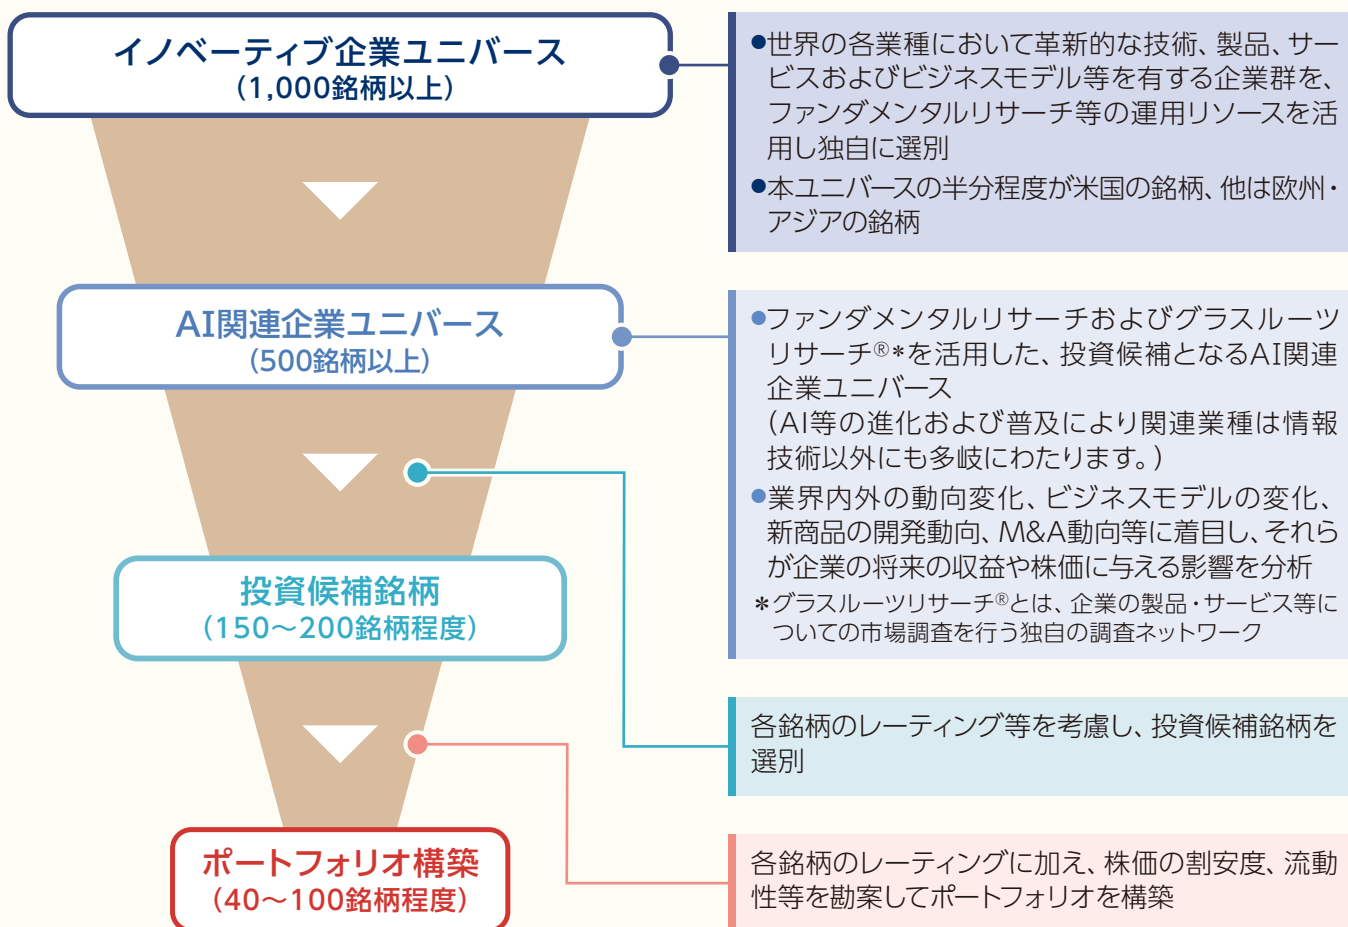 イノベーティブ企業ユニバース
(1,000銘柄以上)
●世界の各業種において革新的な技術、製品、サー
ビスおよびビジネスモデル等を有する企業群を、
ファンダメンタルリサーチ等の運用リソースを活
用し独自に選別
●本ユニバースの半分程度が米国の銘柄、他は欧州・
アジアの銘柄
AI関連企業ユニバース
(500銘柄以上)
●ファンダメンタルリサーチおよびグラスルーツ
リサーチ®*を活用した、投資候補となるAI関連
企業ユニバース
(AI等の進化および普及により関連業種は情報
技術以外にも多岐にわたります。)
●業界内外の動向変化、ビジネスモデルの変化、
新商品の開発動向、M&A動向等に着目し、それら
が企業の将来の収益や株価に与える影響を分析
*グラスルーツリサーチ®とは、企業の製品・サービス等に
ついての市場調査を行う独自の調査ネットワーク
投資候補銘柄
(150～200銘柄程度)
各銘柄のレーティング等を考慮し、投資候補銘柄を
選別
ポートフォリオ構築
(40～100銘柄程度)
各銘柄のレーティングに加え、株価の割安度、流動
性等を勘案してポートフォリオを構築